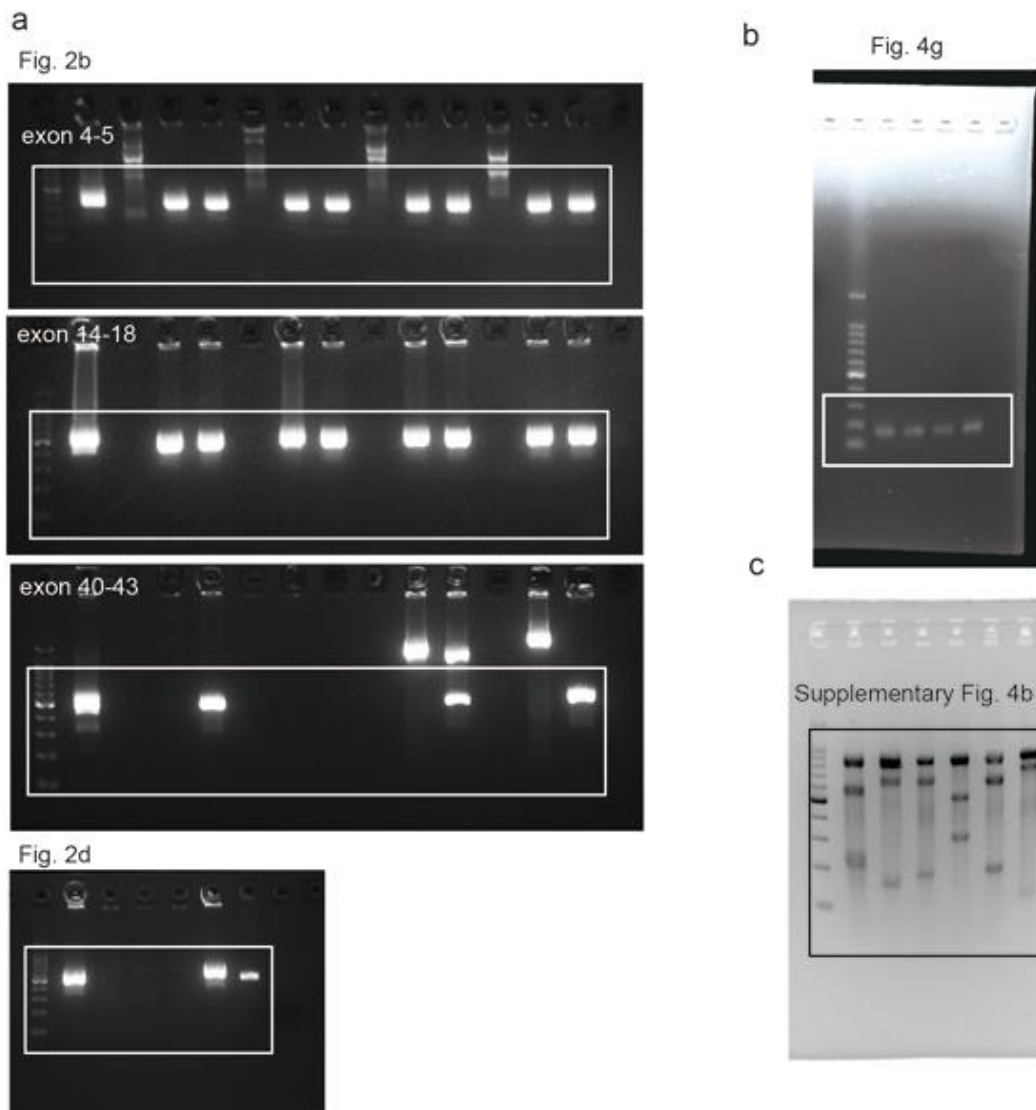 a
Fig. 2b
exon 4-5
exon 14-18
exon 40-43
Fig. 2d
b
Fig. 4g
c
Supplementary Fig. 4b